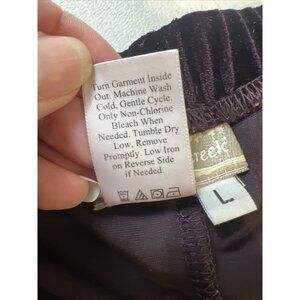 Turn Garment Inside
Out. Machine Wash
Cold, Gentle Cycle.
Only Non-Chlorine
Bleach When
Needed. Tumble Dry
Low, Remove
Promptly. Low Iron
on Reverse Side
if Needed.
reek
L